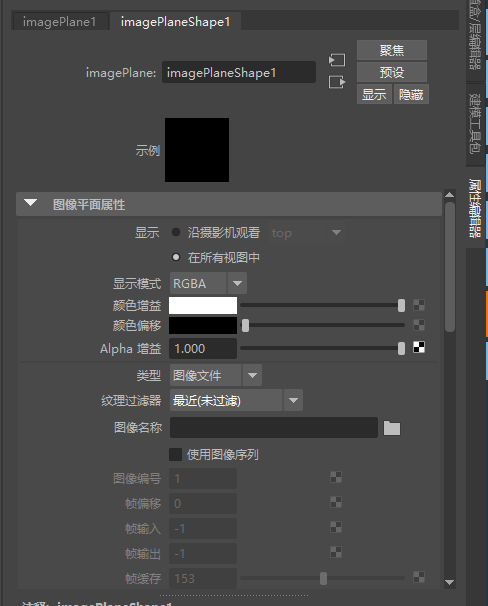 imagePlane1 imagePlaneShape1
imagePlane: imagePlaneShape1
聚焦
预设
显示 隐藏
示例
图像平面属性
显示 沿摄影机观看 top
在所有视图中
显示模式 RGBA
颜色增益
颜色偏移
Alpha 增益 1.000
类型 图像文件
纹理过滤器 最近(未过滤)
图像名称
使用图像序列
图像编号 1
帧偏移 0
帧输入 -1
帧输出 -1
帧缓存 153
注释: imagePlaneShape1
盒/层编辑器
建模工具包
属性编辑器